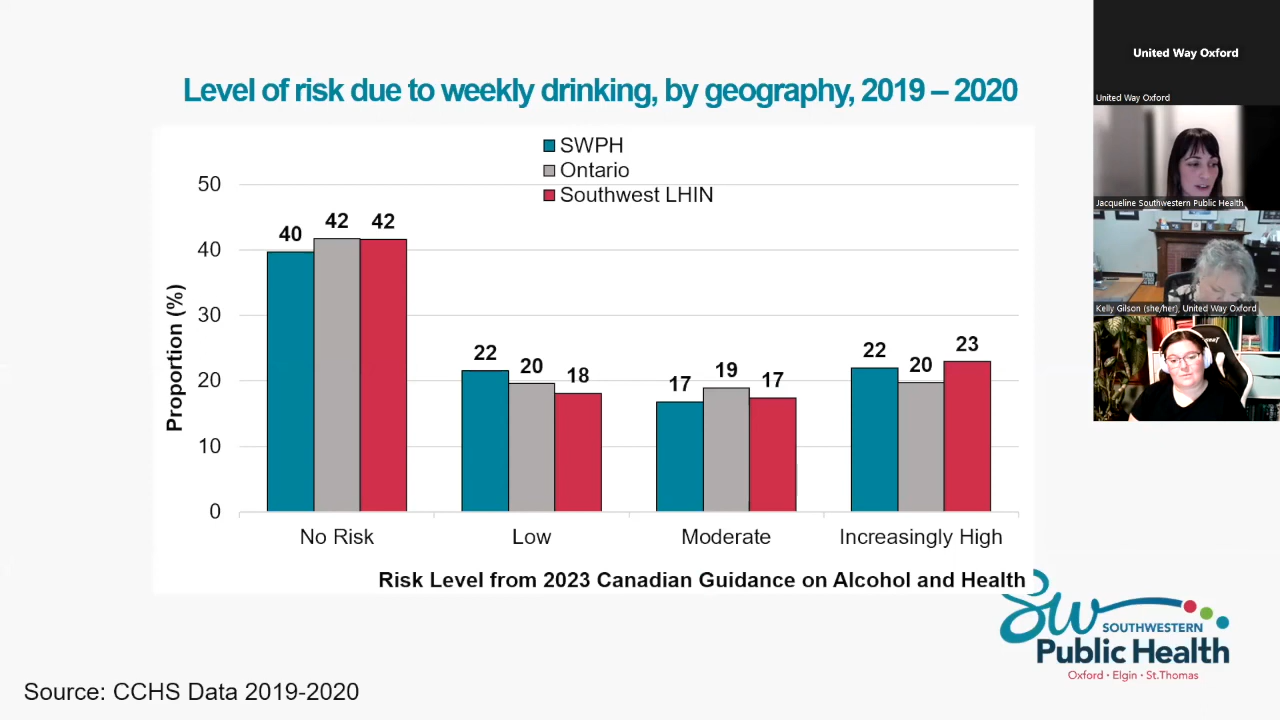 Level of risk due to weekly drinking, by geography, 2019 – 2020
SWPH
Ontario
Southwest LHIN
Proportion (%)
50
40
30
20
10
0
40
42
42
22
20
18
17
19
17
22
20
23
No Risk
Low
Moderate
Increasingly High
Risk Level from 2023 Canadian Guidance on Alcohol and Health
SW
SOUTHWESTERN
Public Health
Oxford • Elgin • St.Thomas
Source: CCHS Data 2019-2020
United Way Oxford
United Way Oxford
Jacqueline Southwestern Public Health
Kelly Gilson (she/her), United Way Oxford